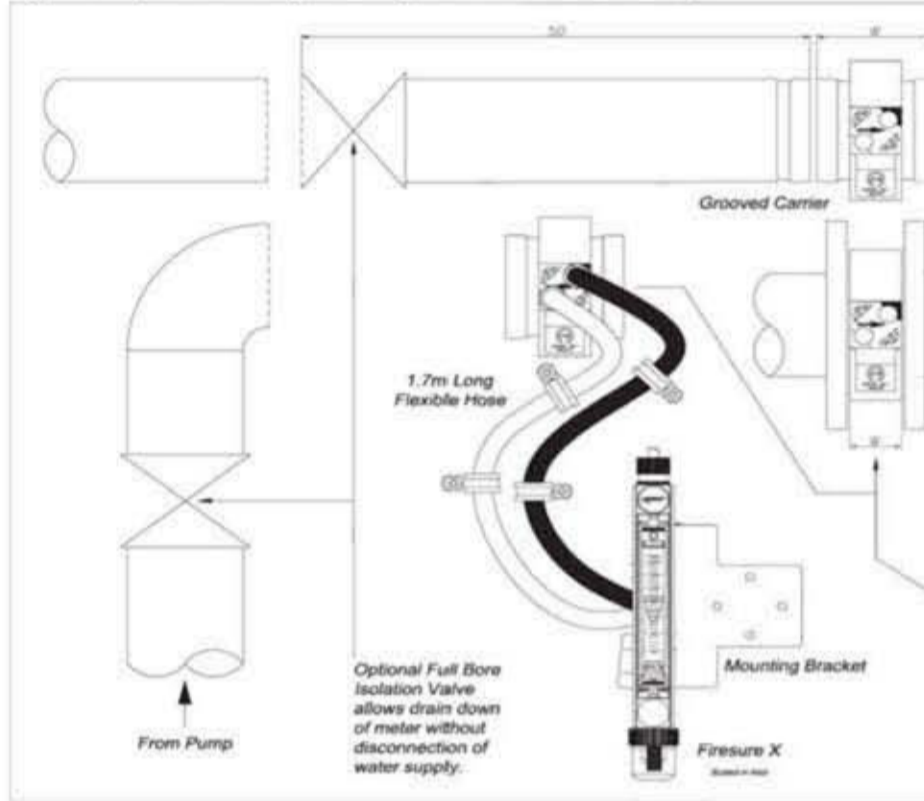 5D
Grooved Carrier
1.7m Long
Flexible Hose
Mounting Bracket
Optional Full Bore
Isolation Valve
allows drain down
of meter without
disconnection of
water supply.
From Pump
Firesure X